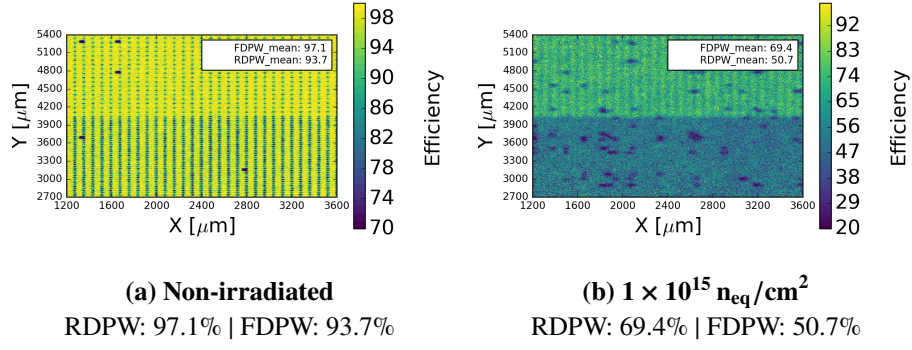 5400
5100
4800
4500
4200
3900
3600
3300
3000
2700
Y [μm]
1200 1600 2000 2400 2800 3200 3600
X [μm]
FDPW_mean: 97.1
RDPW_mean: 93.7
98
94
90
86
82
78
74
70
Efficiency
5400
5100
4800
4500
4200
3900
3600
3300
3000
2700
Y [μm]
1200 1600 2000 2400 2800 3200 3600
X [μm]
FDPW_mean: 69.4
RDPW_mean: 50.7
92
83
74
65
56
47
38
29
20
Efficiency
(a) Non-irradiated
RDPW: 97.1% | FDPW: 93.7%
(b) 1 × 10¹⁵ n_eq/cm²
RDPW: 69.4% | FDPW: 50.7%